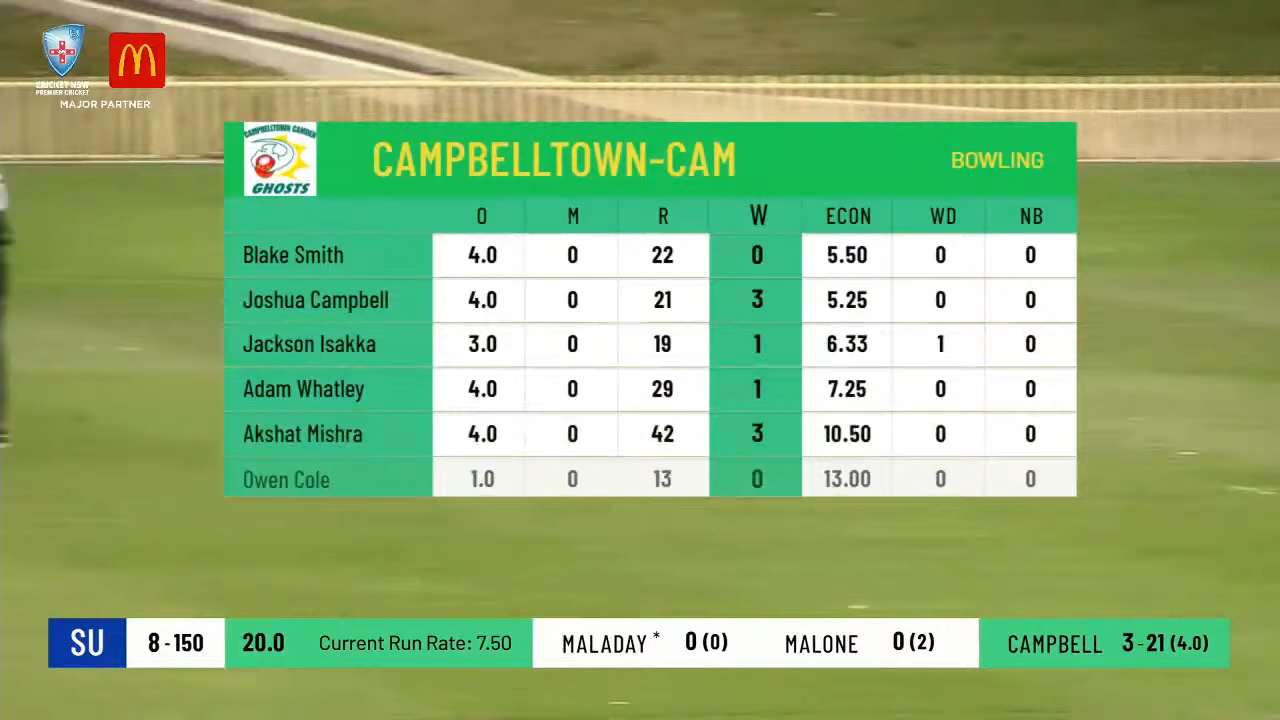 CRICKET NSW
PREMIER CRICKET
MAJOR PARTNER
CAMPBELLTOWN CAMDEN
GHOSTS
CAMPBELLTOWN-CAM BOWLING
O M R W ECON WD NB
Blake Smith 4.0 0 22 0 5.50 0 0
Joshua Campbell 4.0 0 21 3 5.25 0 0
Jackson Isakka 3.0 0 19 1 6.33 1 0
Adam Whatley 4.0 0 29 1 7.25 0 0
Akshat Mishra 4.0 0 42 3 10.50 0 0
Owen Cole 1.0 0 13 0 13.00 0 0
SU 8-150 20.0 Current Run Rate: 7.50 MALADAY * 0 (0) MALONE 0 (2) CAMPBELL 3-21 (4.0)